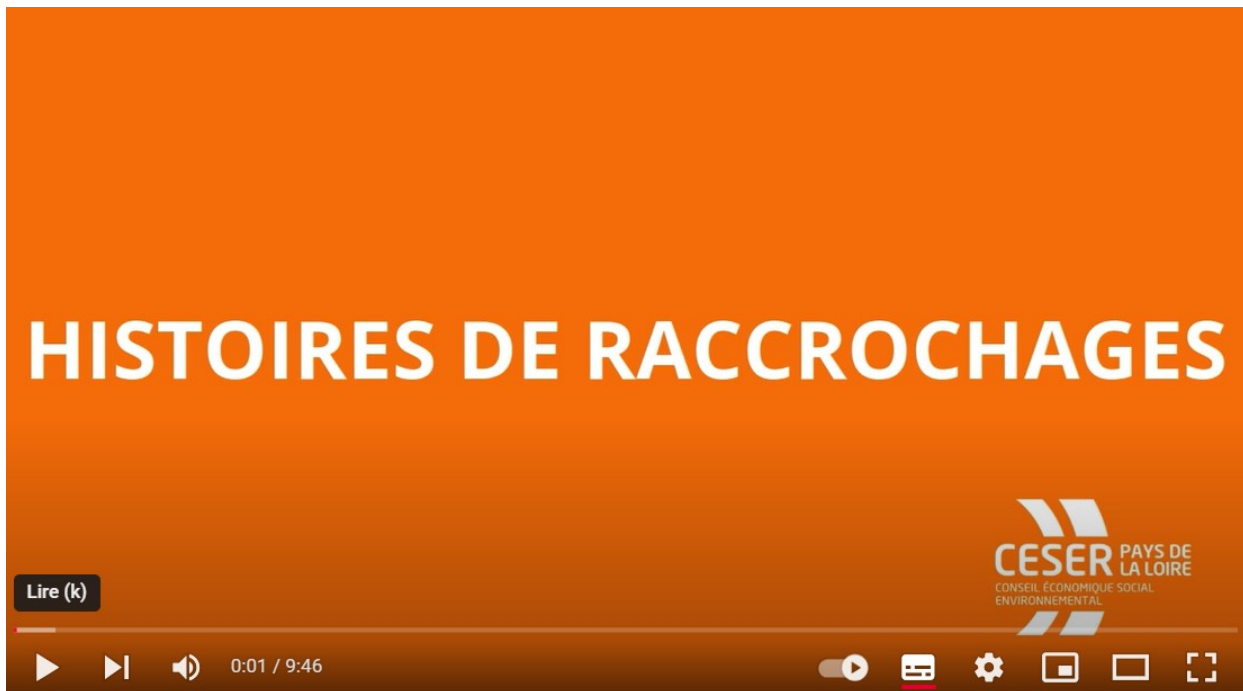 HISTOIRES DE RACCROCHAGES
CESER PAYS DE LA LOIRE
CONSEIL ÉCONOMIQUE SOCIAL
ENVIRONNEMENTAL
Lire (k)
0:01 / 9:46